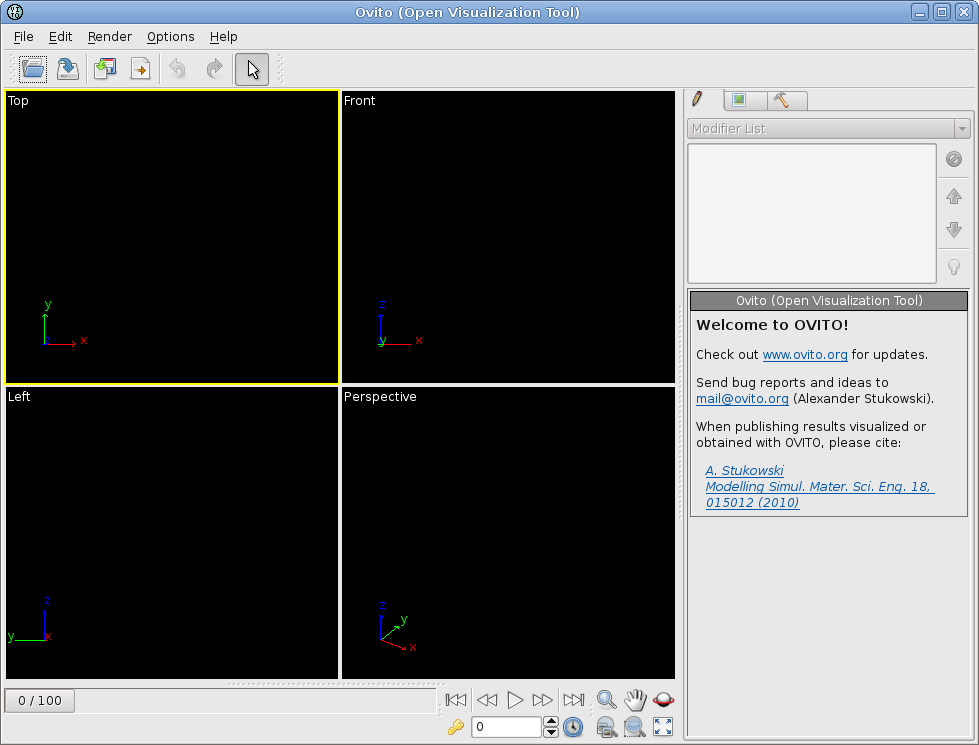 Ovito (Open Visualization Tool)
File Edit Render Options Help
Top
Front
y
x
z
y
x
Left
Perspective
z
y
x
z
y
x
Modifier List
Ovito (Open Visualization Tool)
Welcome to OVITO!
Check out www.ovito.org for updates.
Send bug reports and ideas to
mail@ovito.org (Alexander Stukowski).
When publishing results visualized or
obtained with OVITO, please cite:
A. Stukowski
Modelling Simul. Mater. Sci. Eng. 18,
015012 (2010)
0 / 100
0